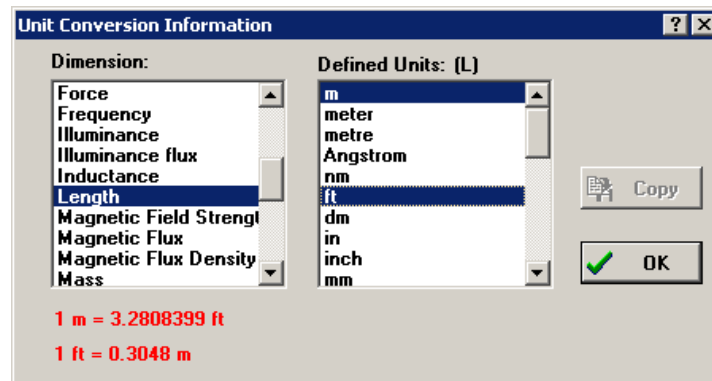 Unit Conversion Information
Dimension:
Force
Frequency
Illuminance
Illuminance flux
Inductance
Length
Magnetic Field Strengt
Magnetic Flux
Magnetic Flux Density
Mass
Defined Units: (L)
m
meter
metre
Angstrom
nm
ft
dm
in
inch
mm
Copy
OK
1 m = 3.2808399 ft
1 ft = 0.3048 m